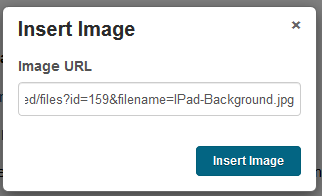 Insert Image ×
Image URL
ed/files?id=159&filename=IPad-Background.jpg
Insert Image